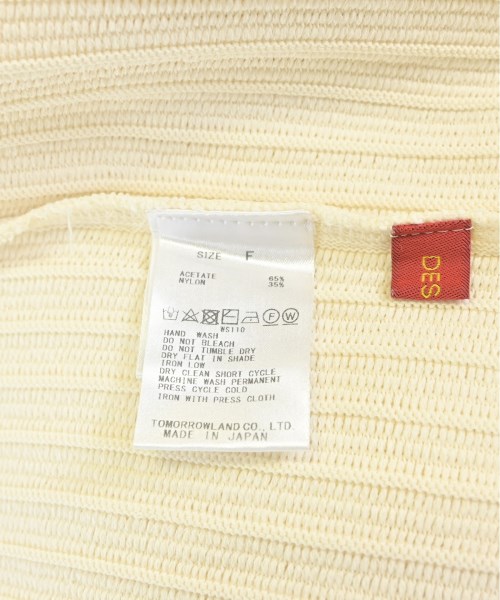 SIZE F
ACETATE 65%
NYLON 35%
F W
WS110
HAND WASH
DO NOT BLEACH
DO NOT TUMBLE DRY
DRY FLAT IN SHADE
IRON LOW
DRY CLEAN SHORT CYCLE
MACHINE WASH PERMANENT
PRESS CYCLE COLD
IRON WITH PRESS CLOTH
TOMORROWLAND CO., LTD.
MADE IN JAPAN
DES